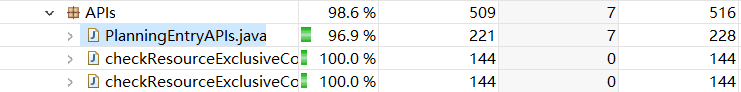 APIs 98.6 % 509 7 516
PlanningEntryAPIs.java 96.9 % 221 7 228
checkResourceExclusiveCo 100.0 % 144 0 144
checkResourceExclusiveCo 100.0 % 144 0 144